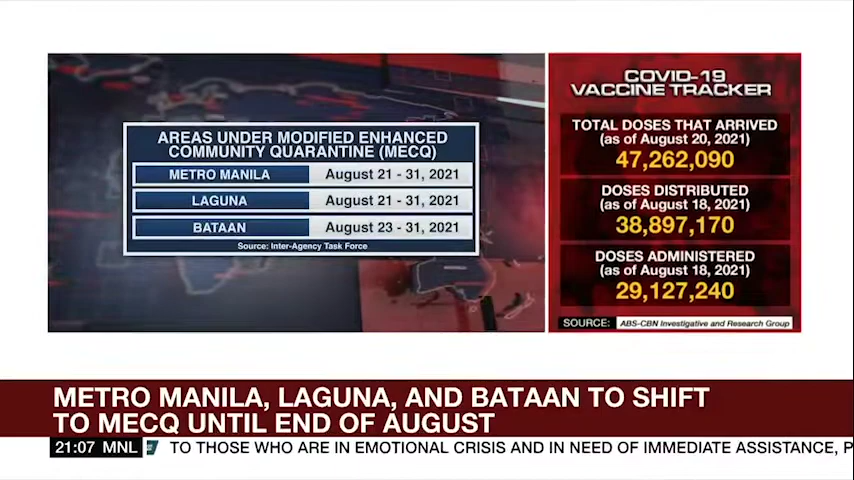 AREAS UNDER MODIFIED ENHANCED
COMMUNITY QUARANTINE (MECQ)
METRO MANILA August 21 - 31, 2021
LAGUNA August 21 - 31, 2021
BATAAN August 23 - 31, 2021
Source: Inter-Agency Task Force
COVID-19
VACCINE TRACKER
TOTAL DOSES THAT ARRIVED
(as of August 20, 2021)
47,262,090
DOSES DISTRIBUTED
(as of August 18, 2021)
38,897,170
DOSES ADMINISTERED
(as of August 18, 2021)
29,127,240
SOURCE: ABS-CBN Investigative and Research Group
METRO MANILA, LAGUNA, AND BATAAN TO SHIFT
TO MECQ UNTIL END OF AUGUST
21:07 MNL TO THOSE WHO ARE IN EMOTIONAL CRISIS AND IN NEED OF IMMEDIATE ASSISTANCE, P